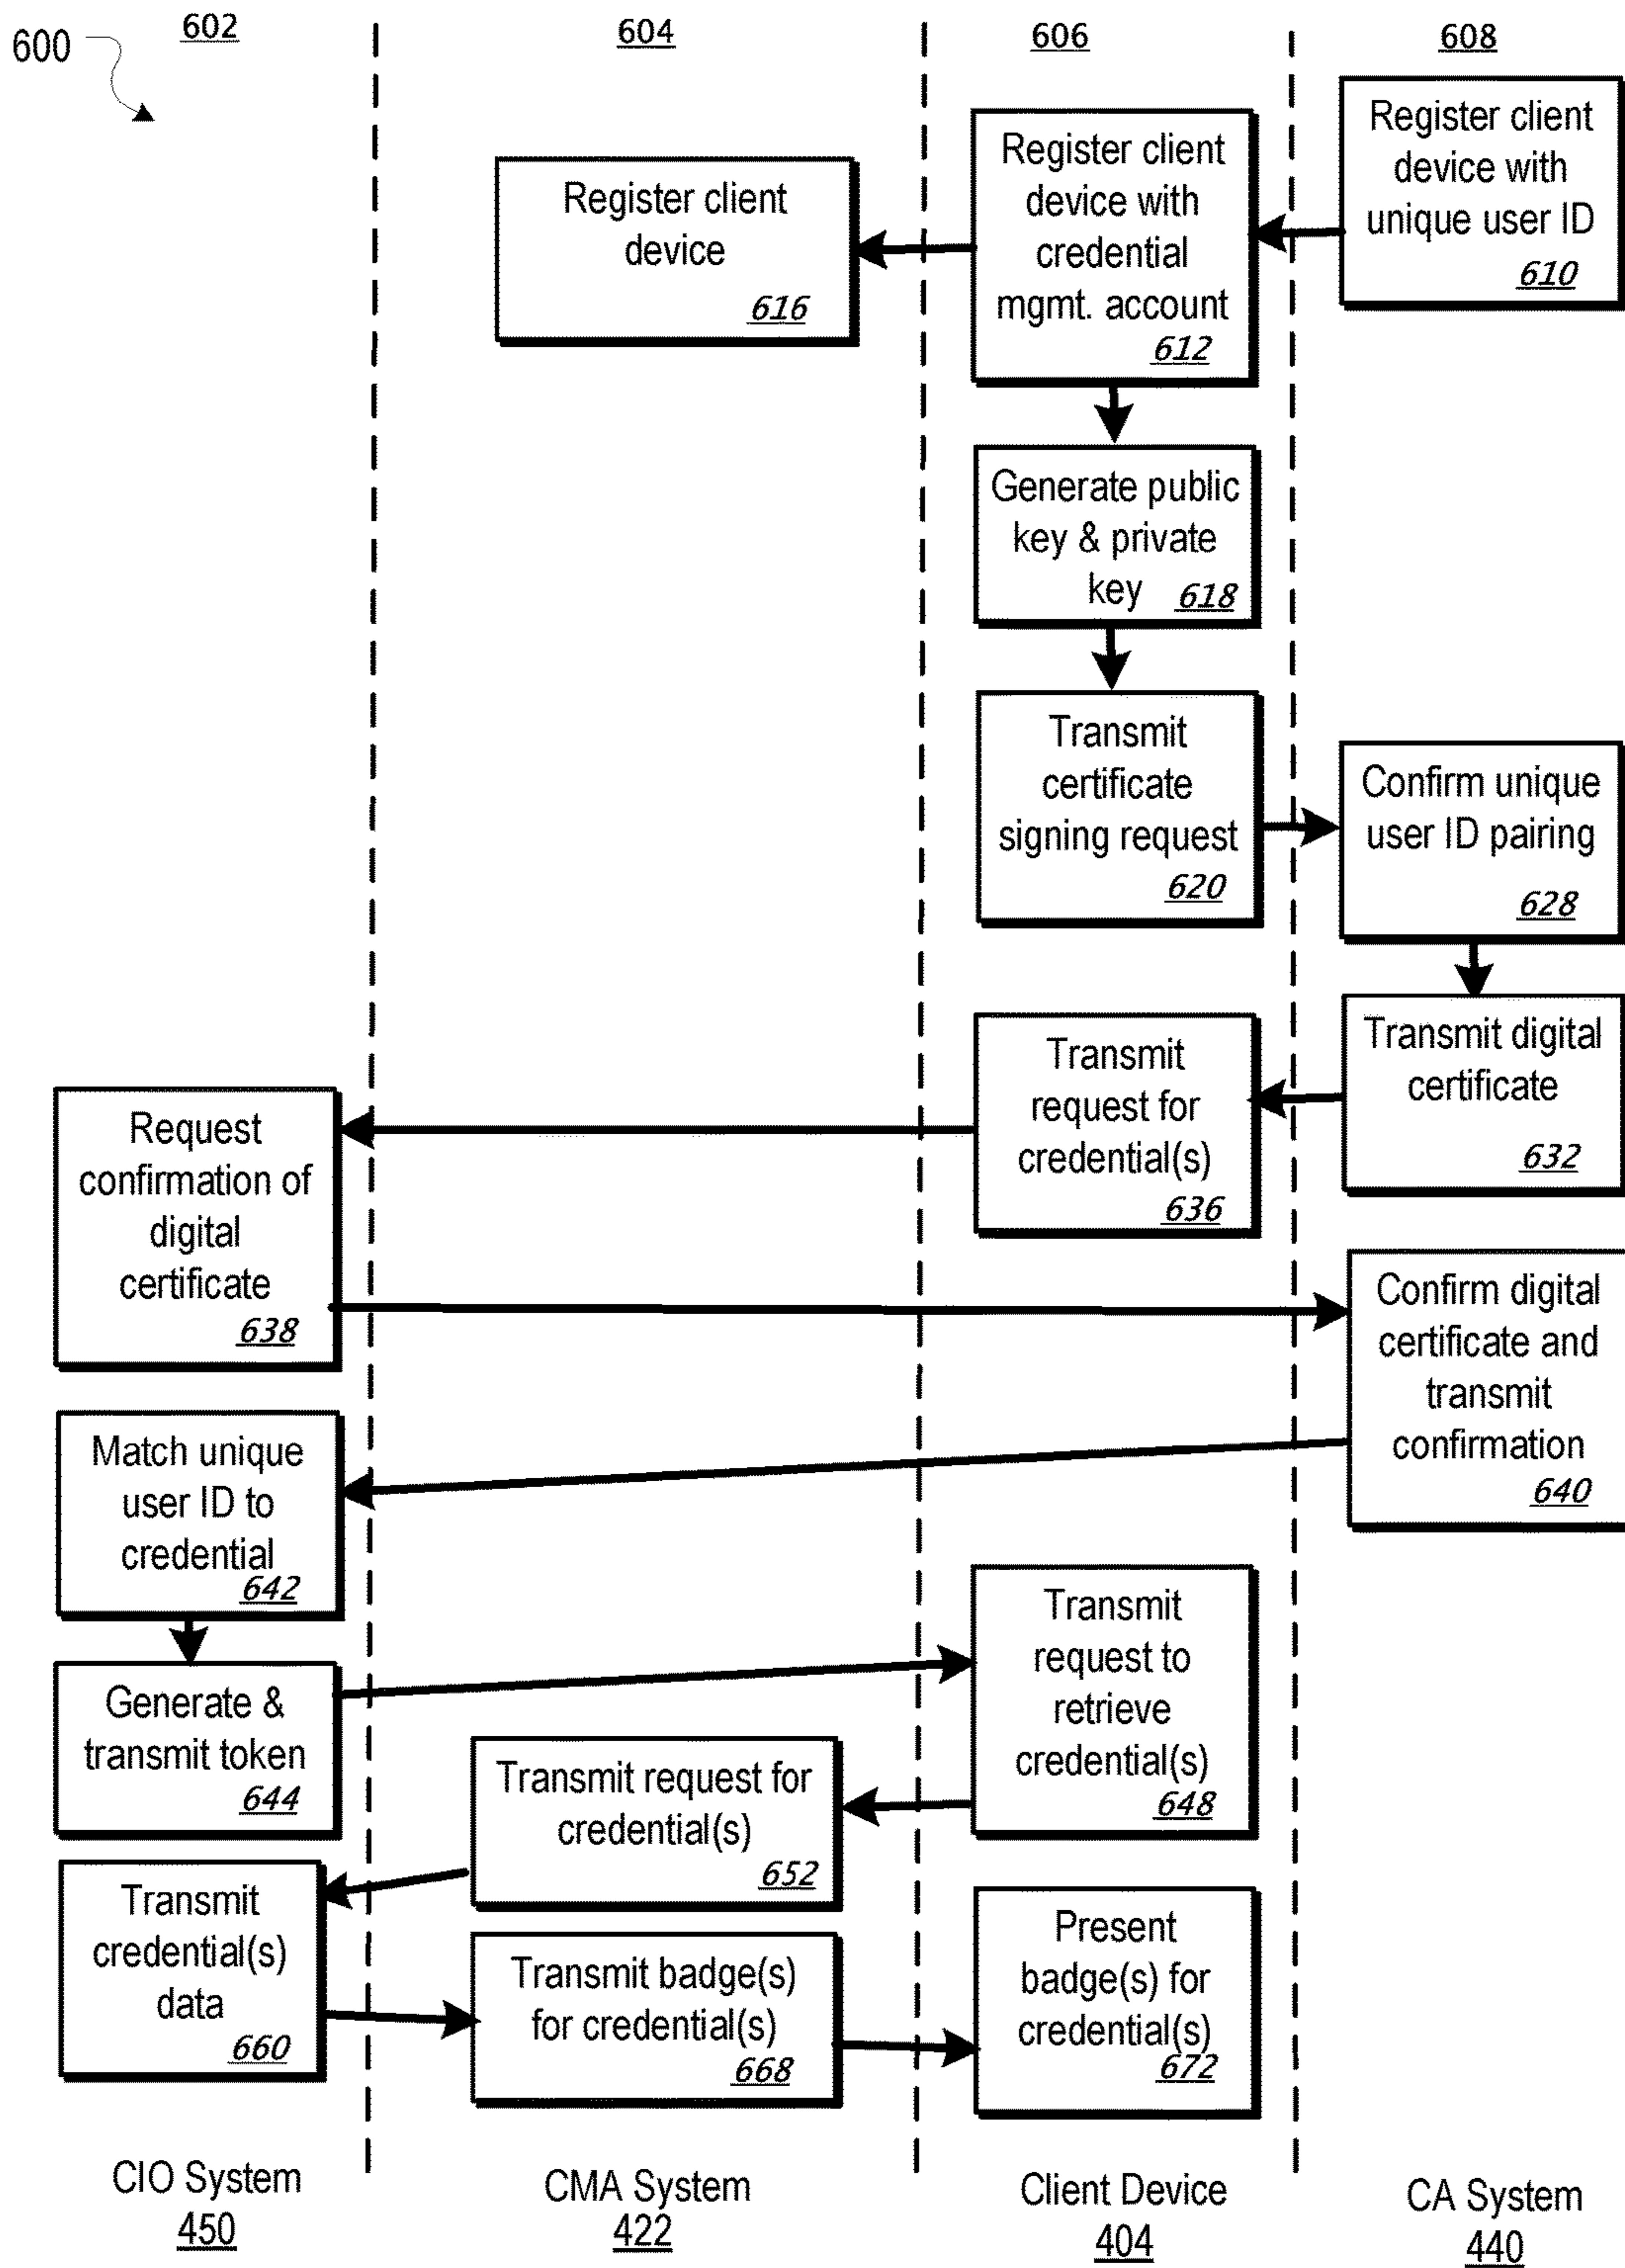 600
602
604
606
608
Register client
device with
unique user ID
610
Register client
device with
credential
mgmt. account
612
Register client
device
616
Generate public
key & private
key
618
Transmit
certificate
signing request
620
Confirm unique
user ID pairing
628
Transmit digital
certificate
632
Transmit
request for
credential(s)
636
Request
confirmation of
digital
certificate
638
Confirm digital
certificate and
transmit
confirmation
640
Match unique
user ID to
credential
642
Generate &
transmit token
644
Transmit
request to
retrieve
credential(s)
648
Transmit request for
credential(s)
652
Transmit
credential(s)
data
660
Transmit badge(s)
for credential(s)
668
Present
badge(s) for
credential(s)
672
CIO System
450
CMA System
422
Client Device
404
CA System
440